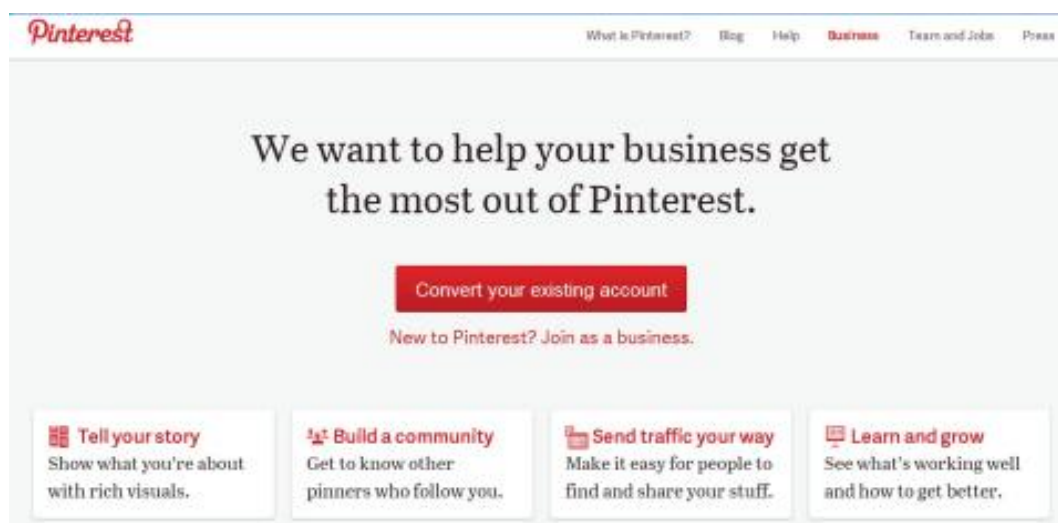 Pinterest
What is Pinterest? Blog Help Business Team and Jobs Press
We want to help your business get
the most out of Pinterest.
Convert your existing account
New to Pinterest? Join as a business.
Tell your story
Show what you're about
with rich visuals.
Build a community
Get to know other
pinners who follow you.
Send traffic your way
Make it easy for people to
find and share your stuff.
Learn and grow
See what's working well
and how to get better.